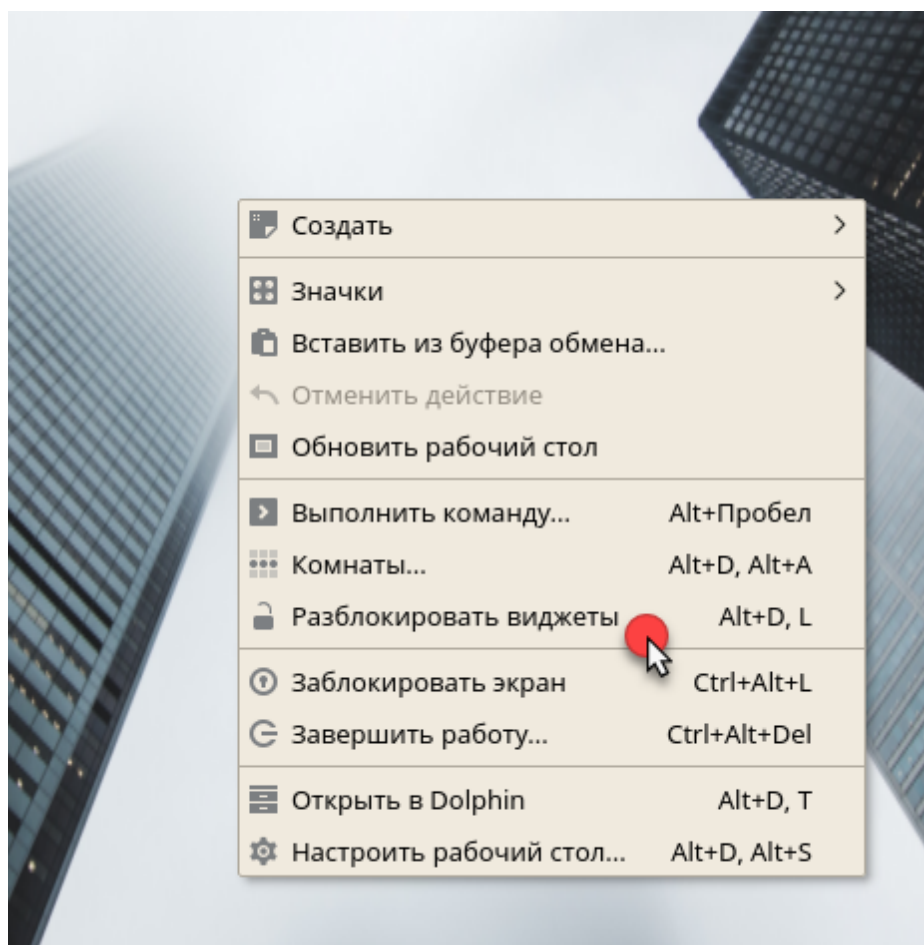 Создать
Значки
Вставить из буфера обмена...
Отменить действие
Обновить рабочий стол
Выполнить команду... Alt+Пробел
Комнаты... Alt+D, Alt+A
Разблокировать виджеты Alt+D, L
Заблокировать экран Ctrl+Alt+L
Завершить работу... Ctrl+Alt+Del
Открыть в Dolphin Alt+D, T
Настроить рабочий стол... Alt+D, Alt+S